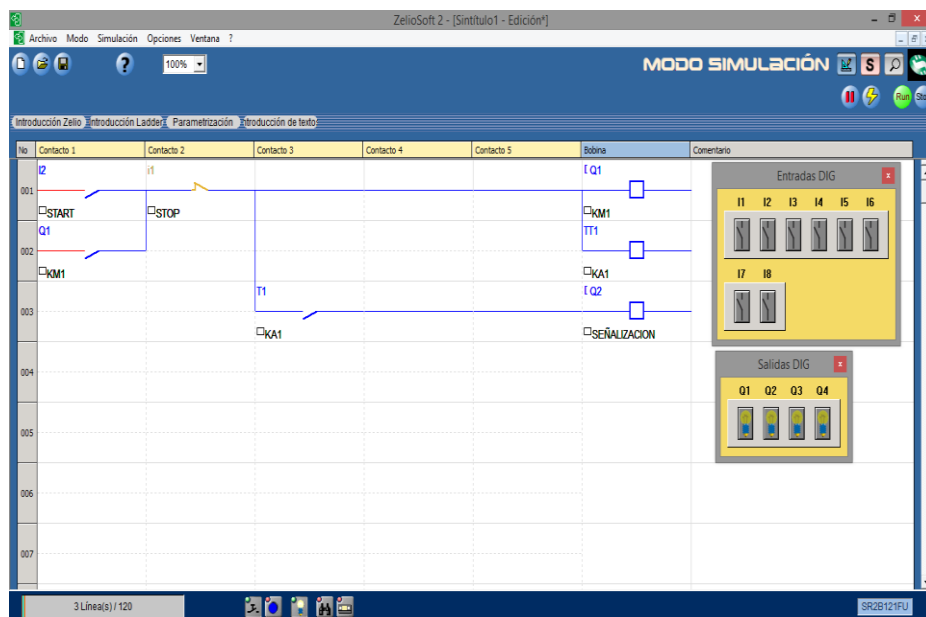 ZelioSoft 2 - [Sintítulo1 - Edición*]
Archivo Modo Simulación Opciones Ventana ?
? 100% MODO SIMULACIÓN S
Run Sto
Introducción Zelio ntroducción Ladder Parametrización ntroducción de texto
No Contacto 1 Contacto 2 Contacto 3 Contacto 4 Contacto 5 Bobina Comentario
I2 i1 [ Q1
001
START STOP KM1
Q1 TT1
002
KM1 KA1
T1 [ Q2
003
KA1 SEÑALIZACION
004
005
006
007
Entradas DIG x
I1 I2 I3 I4 I5 I6
I7 I8
Salidas DIG x
Q1 Q2 Q3 Q4
3 Línea(s) / 120 SR2B121FU